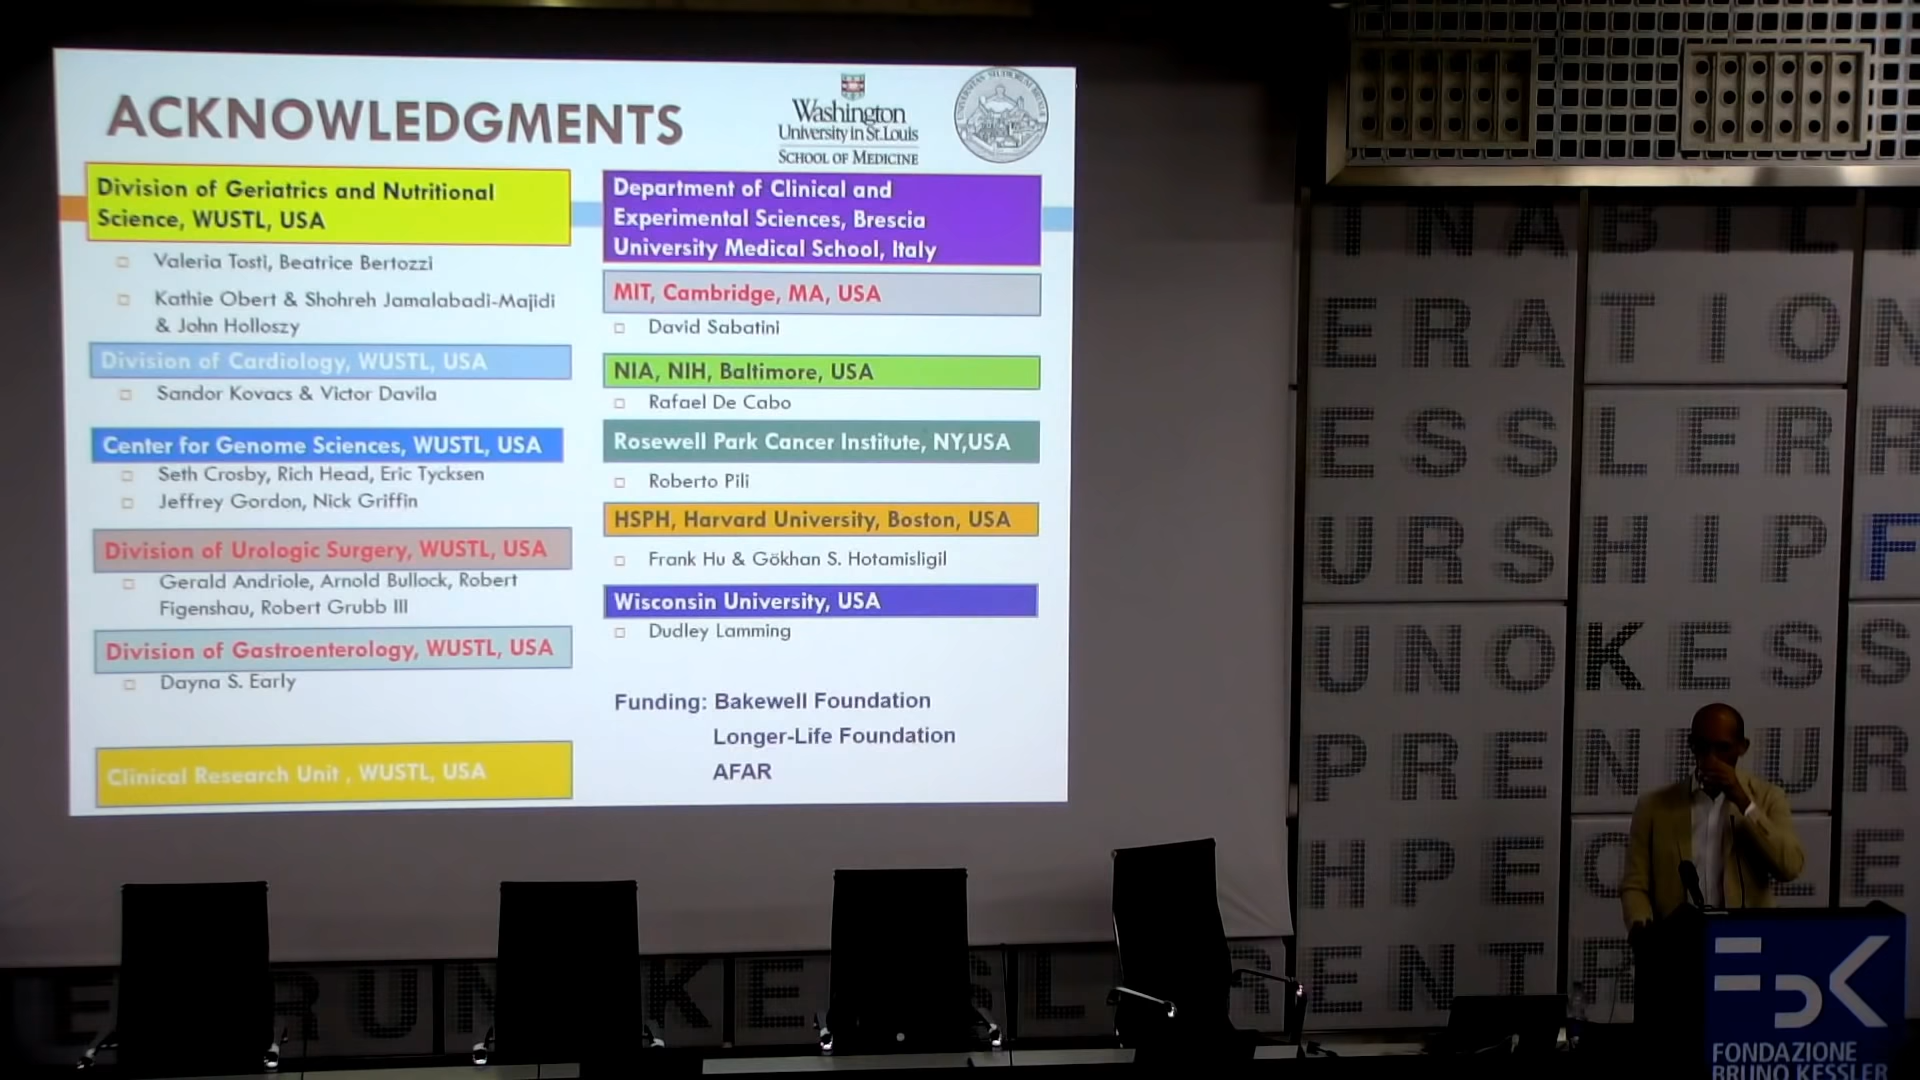 ACKNOWLEDGMENTS
Washington
University in St. Louis
SCHOOL OF MEDICINE
Division of Geriatrics and Nutritional
Science, WUSTL, USA
Valeria Tosti, Beatrice Bertozzi
Kathie Obert & Shohreh Jamalabadi-Majidi
& John Holloszy
Division of Cardiology, WUSTL, USA
Sandor Kovacs & Victor Davila
Center for Genome Sciences, WUSTL, USA
Seth Crosby, Rich Head, Eric Tycksen
Jeffrey Gordon, Nick Griffin
Division of Urologic Surgery, WUSTL, USA
Gerald Andriole, Arnold Bullock, Robert
Figenshau, Robert Grubb III
Division of Gastroenterology, WUSTL, USA
Dayna S. Early
Clinical Research Unit , WUSTL, USA
Department of Clinical and
Experimental Sciences, Brescia
University Medical School, Italy
MIT, Cambridge, MA, USA
David Sabatini
NIA, NIH, Baltimore, USA
Rafael De Cabo
Rosewell Park Cancer Institute, NY,USA
Roberto Pili
HSPH, Harvard University, Boston, USA
Frank Hu & Gökhan S. Hotamisligil
Wisconsin University, USA
Dudley Lamming
Funding: Bakewell Foundation
Longer-Life Foundation
AFAR
INABILI
ERATION
ESSLERR
URSHIPF
UNOKESS
PRENEUR
FBK
FONDAZIONE
BRUNO KESSLER